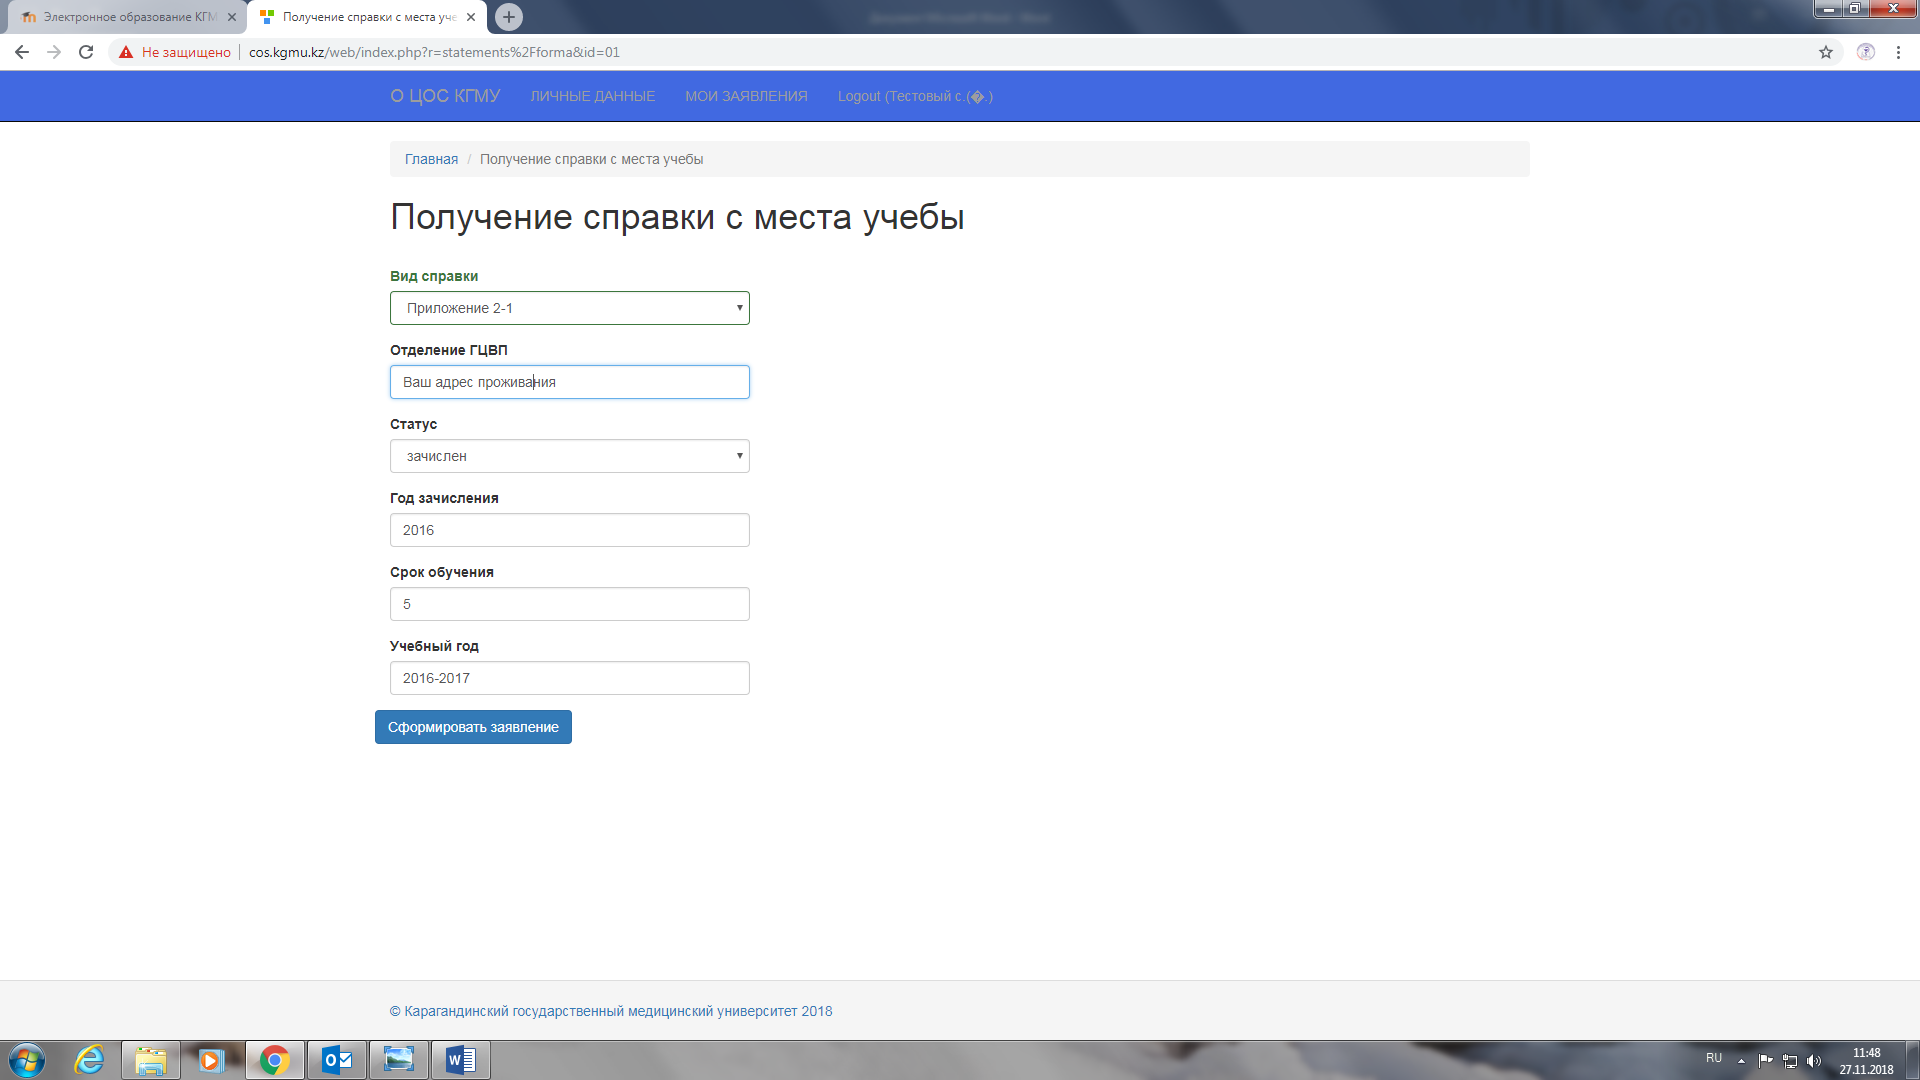 Электронное образование КГМ
Получение справки с места уче
Не защищено
cos.kgmu.kz/web/index.php?r=statements%2Fforma&id=01
О ЦОС КГМУ
ЛИЧНЫЕ ДАННЫЕ
МОИ ЗАЯВЛЕНИЯ
Logout (Тестовый с.(�.)
Главная / Получение справки с места учебы
Получение справки с места учебы
Вид справки
Приложение 2-1
Отделение ГЦВП
Ваш адрес проживания
Статус
зачислен
Год зачисления
2016
Срок обучения
5
Учебный год
2016-2017
Сформировать заявление
© Карагандинский государственный медицинский университет 2018
RU
11:48
27.11.2018